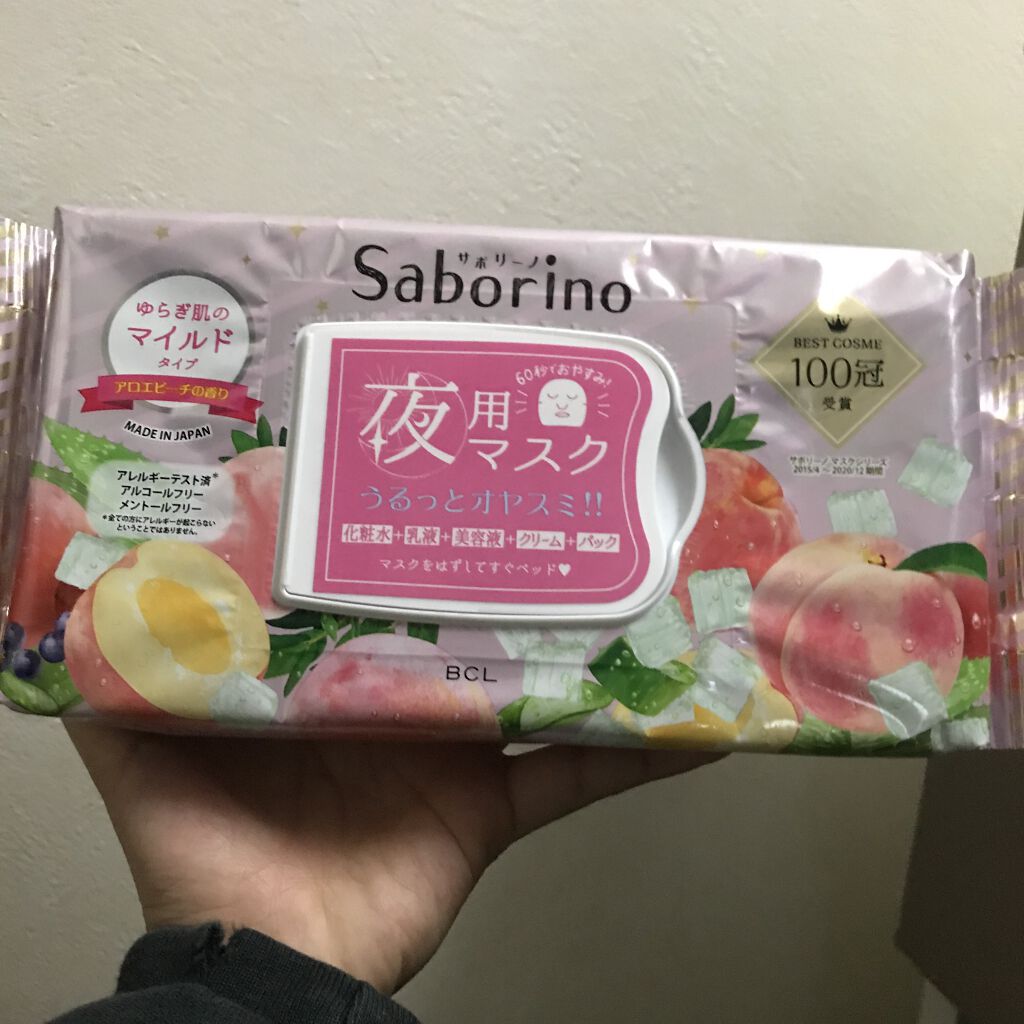 サボリーノ
Saborino
ゆらぎ肌の
マイルド
タイプ
アロエピーチの香り
MADE IN JAPAN
アレルギーテスト済*
アルコールフリー
メントールフリー
*全ての方にアレルギーが起こらない
ということではありません。
60秒でおやすみ!
夜用
マスク
うるっとオヤスミ!!
化粧水+乳液+美容液+クリーム+パック
マスクをはずしてすぐベッド♥
BEST COSME
100冠
受賞
サボリーノ マスクシリーズ
2015/4~2020/12 期間
BCL